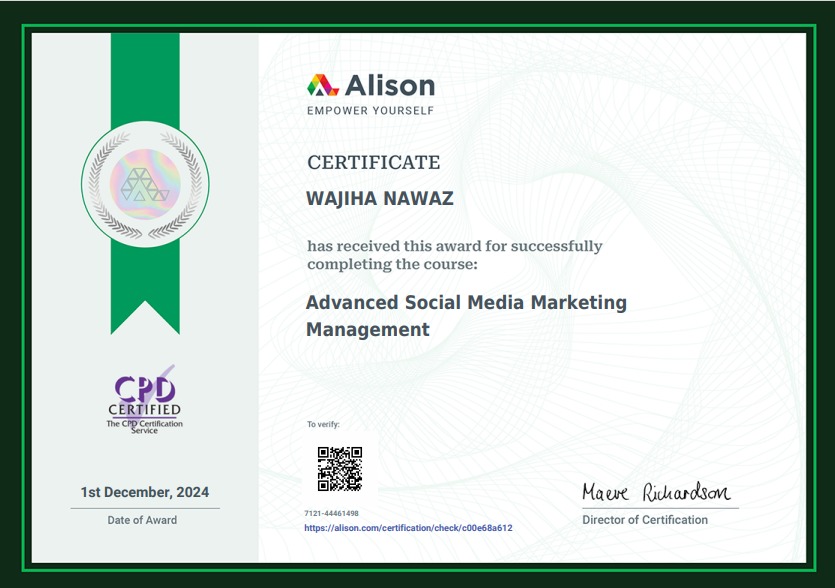 Alison
EMPOWER YOURSELF
CERTIFICATE
WAJIHA NAWAZ
has received this award for successfully
completing the course:
Advanced Social Media Marketing
Management
CPD
CERTIFIED
The CPD Certification
Service
1st December, 2024
Date of Award
To verify:
7121-44461498
https://alison.com/certification/check/c00e68a612
Maeve Richardson
Director of Certification